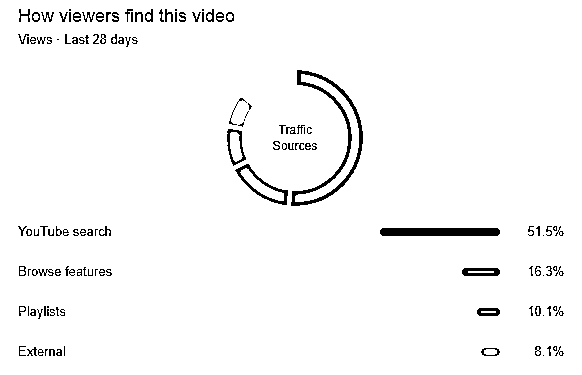 How viewers find this video
Views · Last 28 days
Traffic
Sources
YouTube search 51.5%
Browse features 16.3%
Playlists 10.1%
External 8.1%